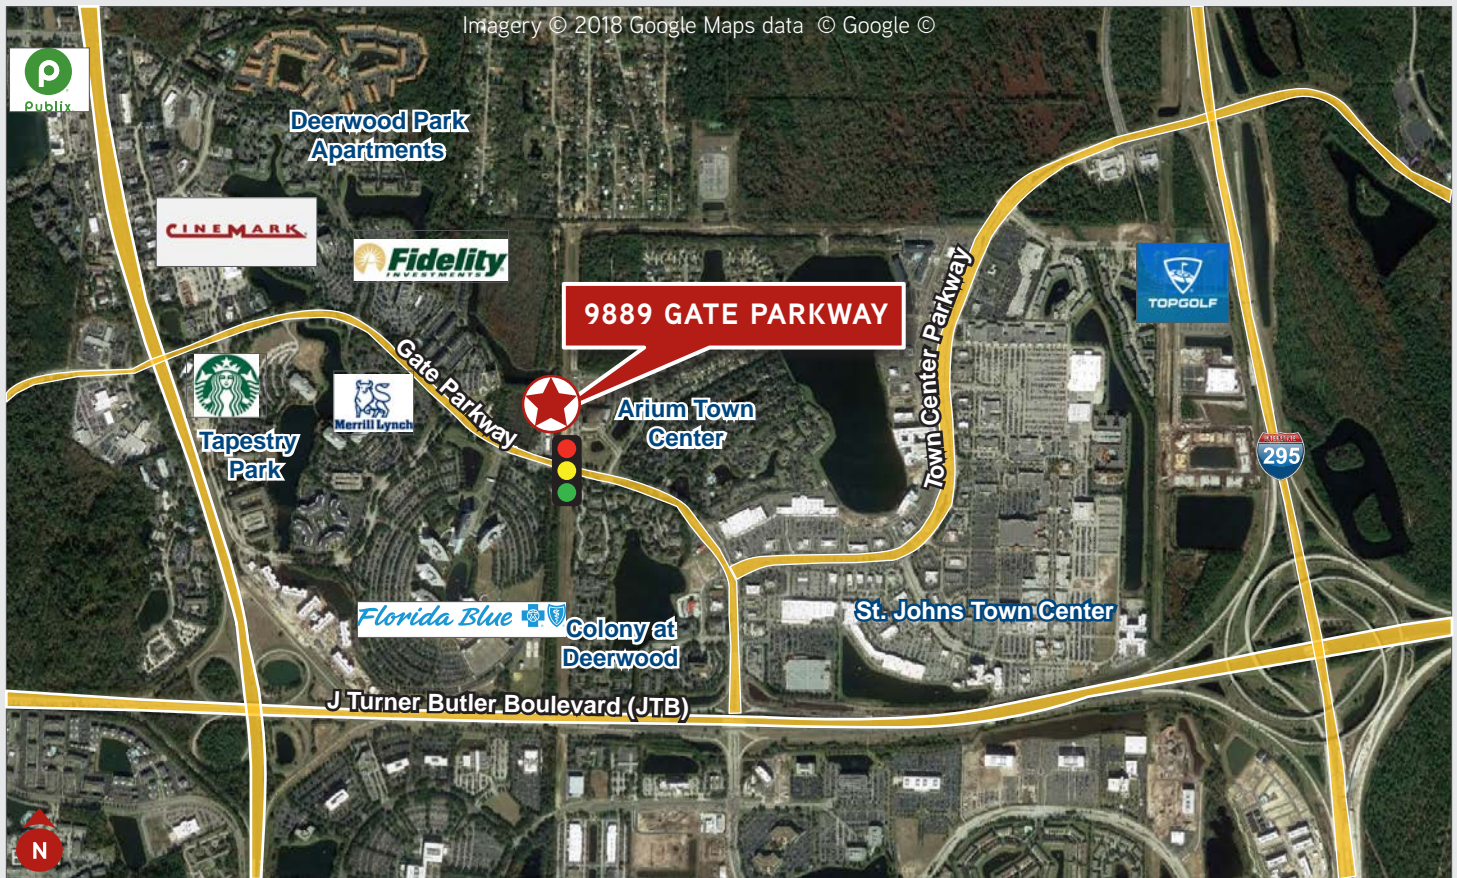 Imagery © 2018 Google Maps data © Google ©
Publix
Deerwood Park
Apartments
CINEMARK
Fidelity
INVESTMENTS
9889 GATE PARKWAY
TOPGOLF
Town Center Parkway
Gate Parkway
Merrill Lynch
Arium Town
Center
Tapestry
Park
INTERSTATE
295
Florida Blue
St. Johns Town Center
Colony at
Deerwood
J Turner Butler Boulevard (JTB)
N